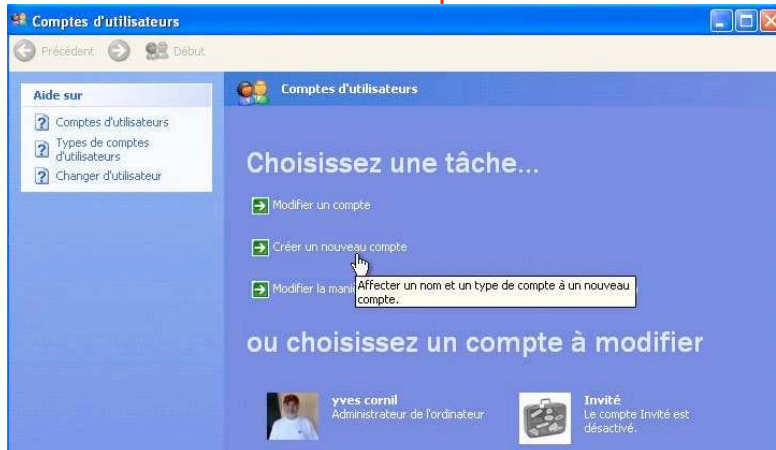 Comptes d'utilisateurs
Précédent Début
Aide sur
Comptes d'utilisateurs
Types de comptes
d'utilisateurs
Changer d'utilisateur
Comptes d'utilisateurs
Choisissez une tâche...
Modifier un compte
Créer un nouveau compte
Modifier la mani
Affecter un nom et un type de compte à un nouveau
compte.
ou choisissez un compte à modifier
yves cornil
Administrateur de l'ordinateur
Invité
Le compte Invité est
désactivé.